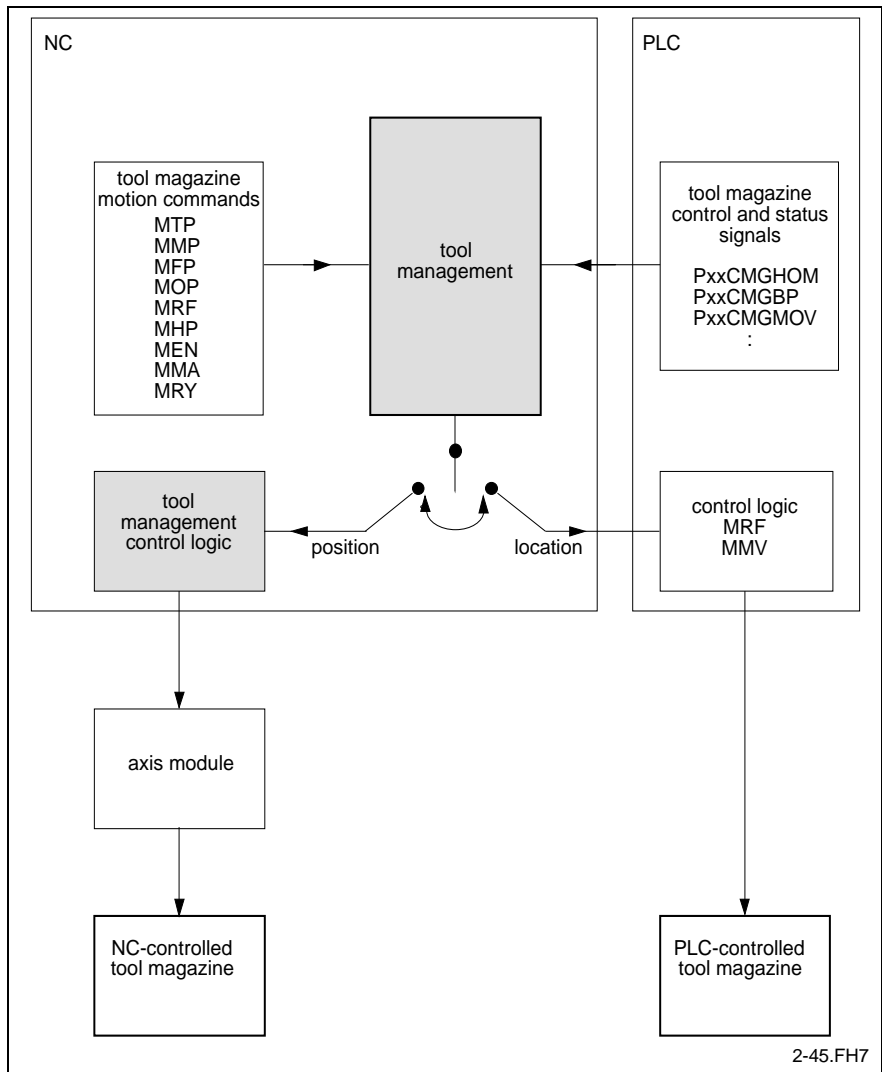 NC
PLC
tool magazine
motion commands
MTP
MMP
MFP
MOP
MRF
MHP
MEN
MMA
MRY
tool
management
tool magazine
control and status
signals
PxxCMGHOM
PxxCMGBP
PxxCMGMOV
:
tool
management
control logic
position
location
control logic
MRF
MMV
axis module
NC-controlled
tool magazine
PLC-controlled
tool magazine
2-45.FH7